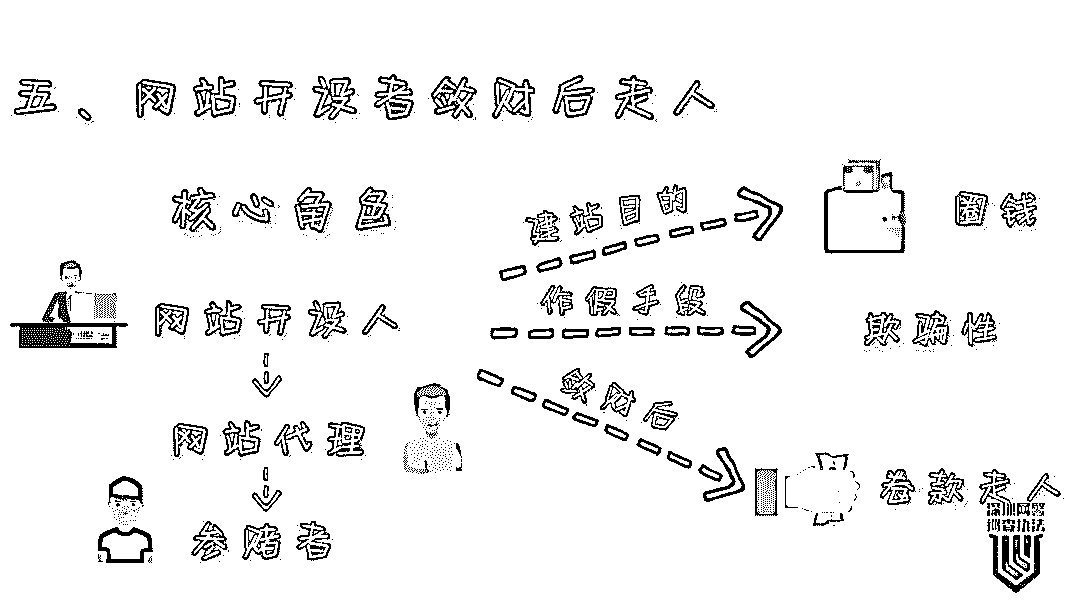 五、网站开设者敛财后走人
核心角色
网站开设人
网站代理
参赌者
建站目的
圈钱
作假手段
欺骗性
敛财后
卷款走人
深圳网警
巡查执法